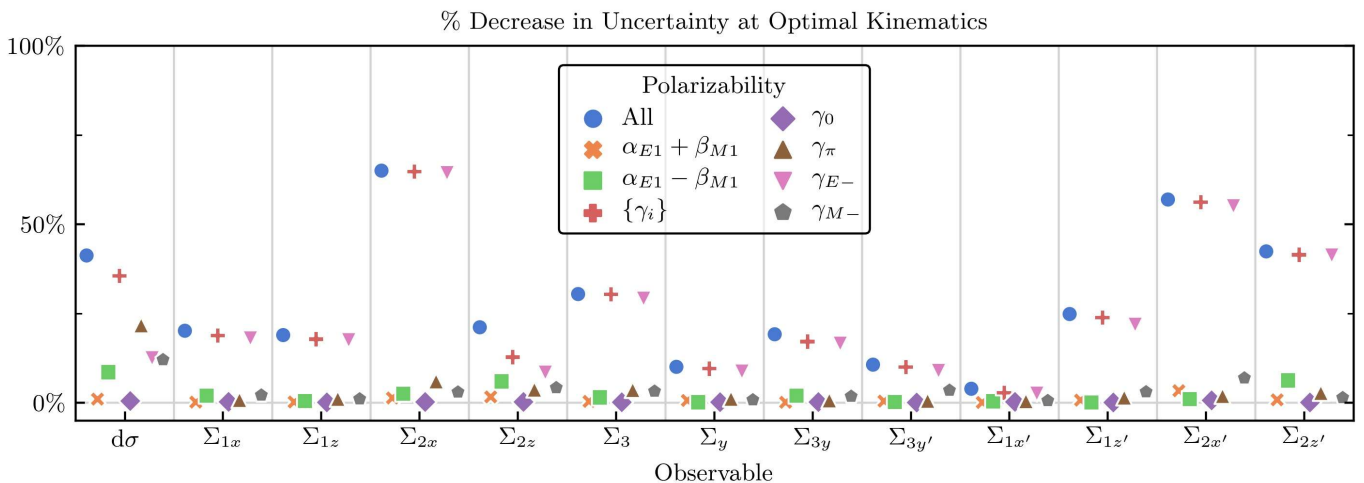 % Decrease in Uncertainty at Optimal Kinematics
100%
50%
0%
Polarizability
All
α_{E1} + β_{M1}
α_{E1} − β_{M1}
{γ_i}
γ_0
γ_π
γ_{E−}
γ_{M−}
dσ Σ_{1x} Σ_{1z} Σ_{2x} Σ_{2z} Σ_3 Σ_y Σ_{3y} Σ_{3y′} Σ_{1x′} Σ_{1z′} Σ_{2x′} Σ_{2z′}
Observable